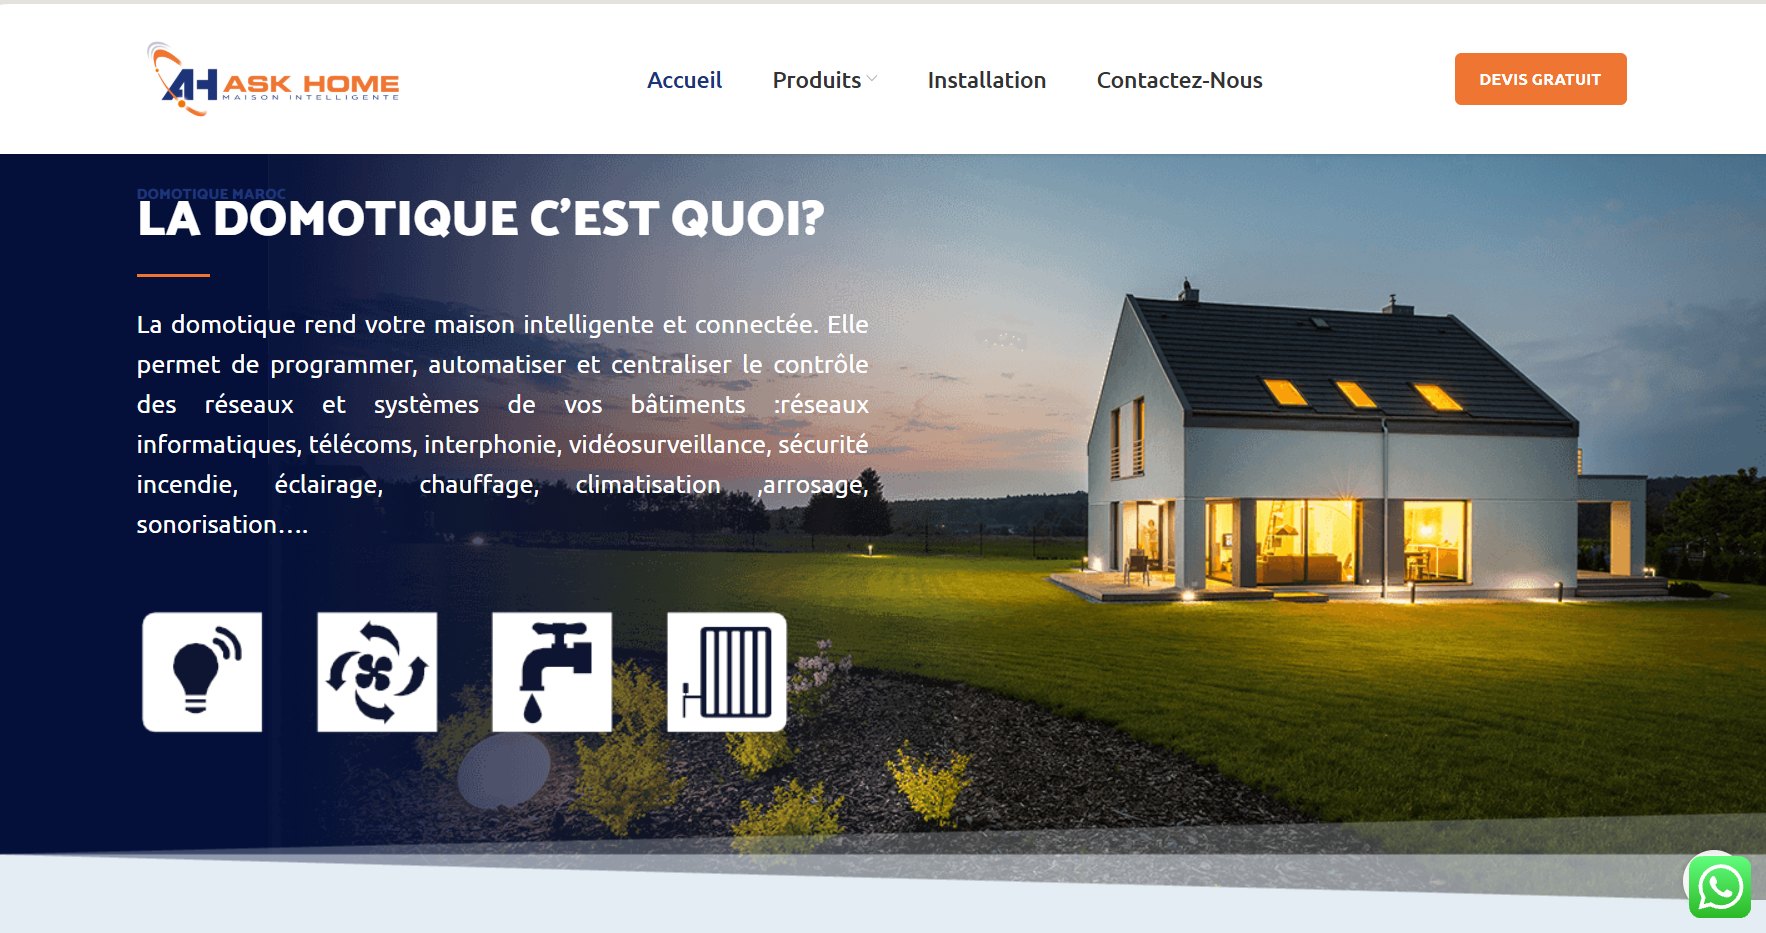 AH ASK HOME
MAISON INTELLIGENTE
Accueil
Produits
Installation
Contactez-Nous
DEVIS GRATUIT
DOMOTIQUE MAROC
LA DOMOTIQUE C’EST QUOI?
La domotique rend votre maison intelligente et connectée. Elle
permet de programmer, automatiser et centraliser le contrôle
des réseaux et systèmes de vos bâtiments :réseaux
informatiques, télécoms, interphonie, vidéosurveillance, sécurité
incendie, éclairage, chauffage, climatisation ,arrosage,
sonorisation….